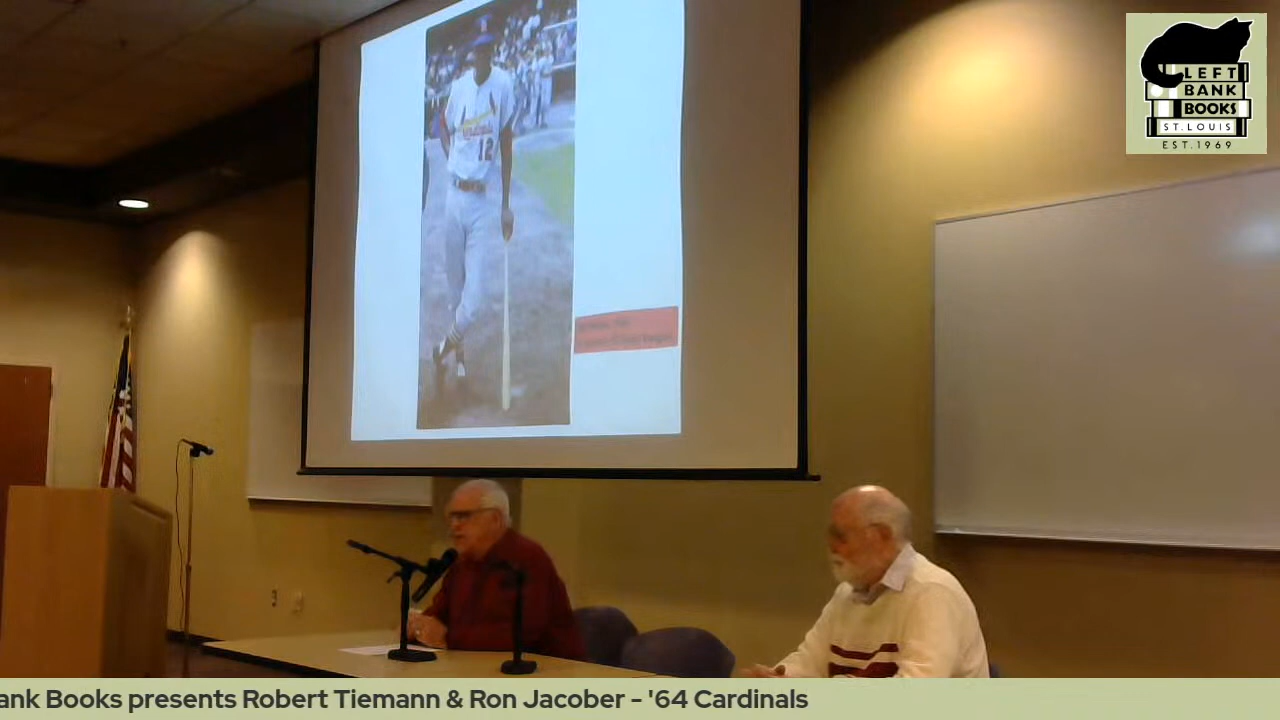 LEFT
BANK
BOOKS
ST. LOUIS
EST. 1969
12
ank Books presents Robert Tiemann & Ron Jacober - '64 Cardinals